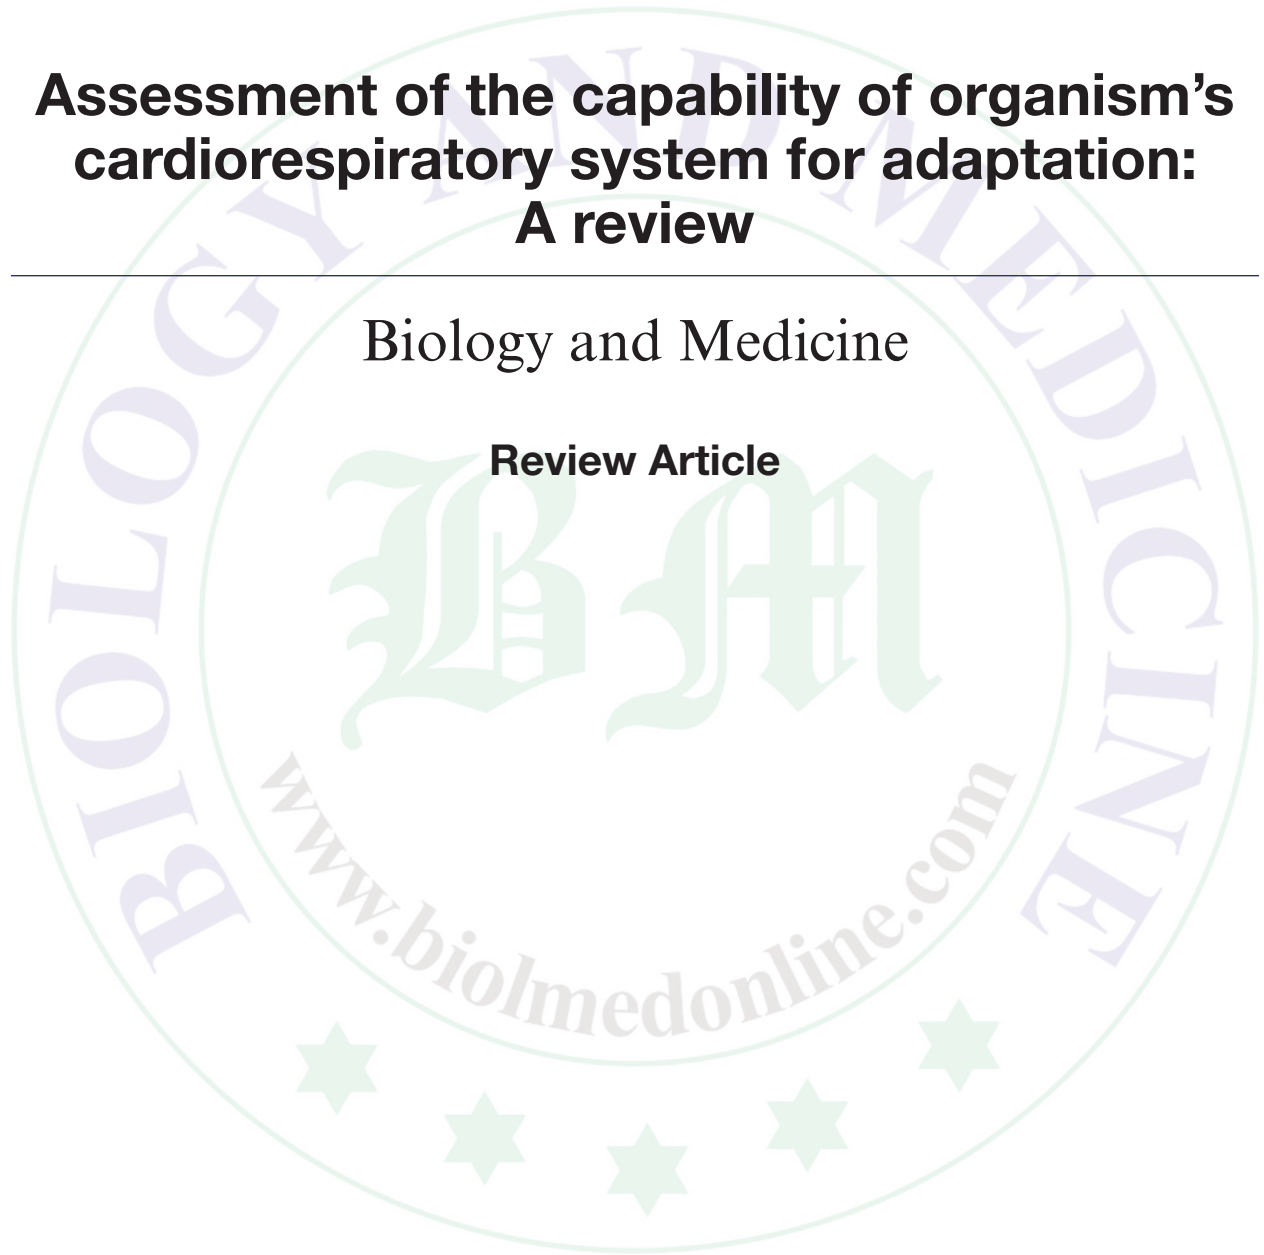 Assessment of the capability of organism’s
cardiorespiratory system for adaptation:
A review
Biology and Medicine
Review Article
BIOLOGY AND MEDICINE
BM
www.biolmedonline.com